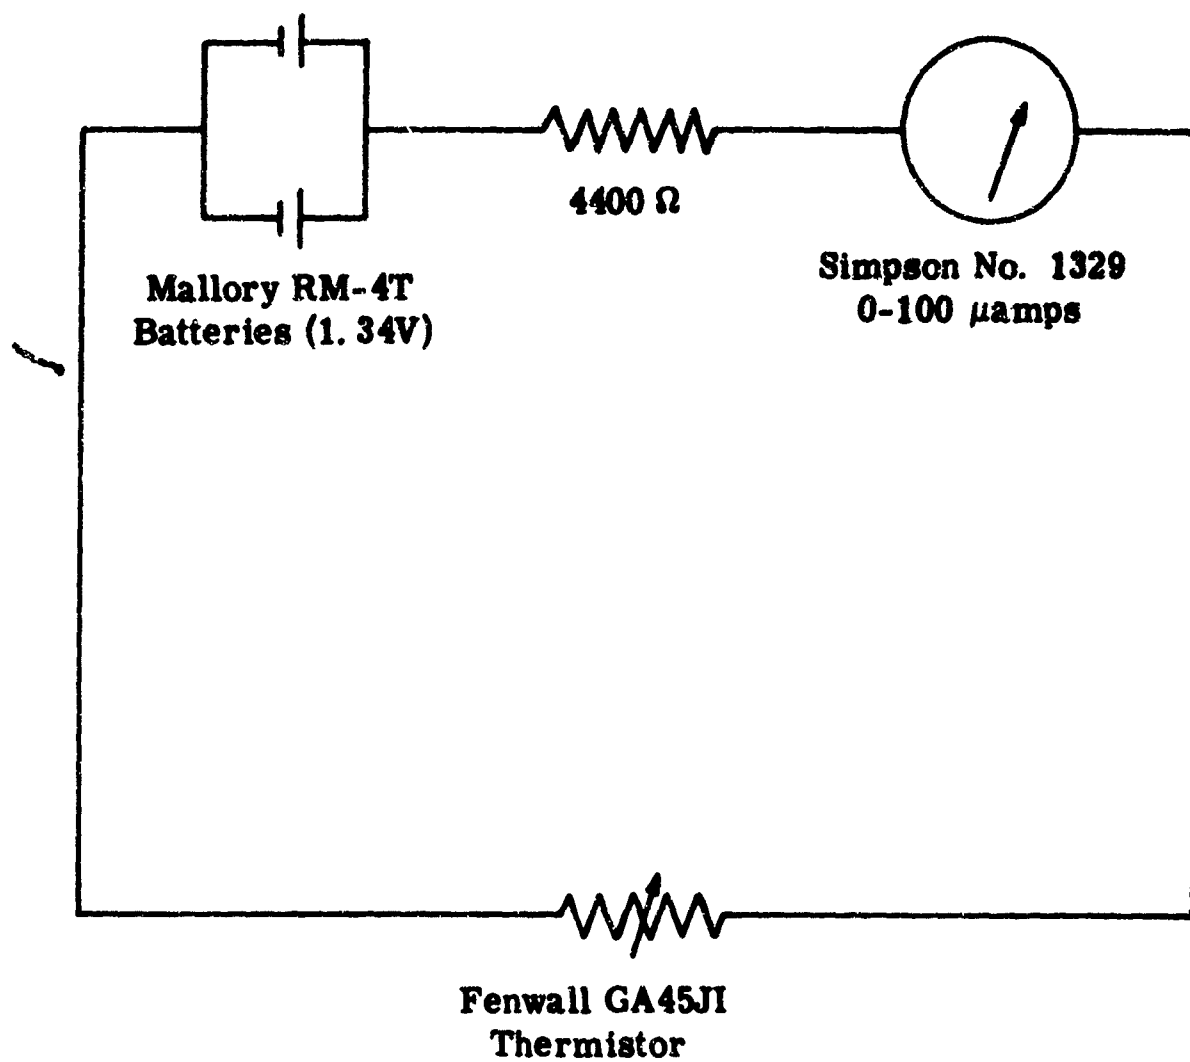 4400 Ω
Mallory RM-4T
Batteries (1.34V)
Simpson No. 1329
0-100 μamps
Fenwall GA45JI
Thermistor